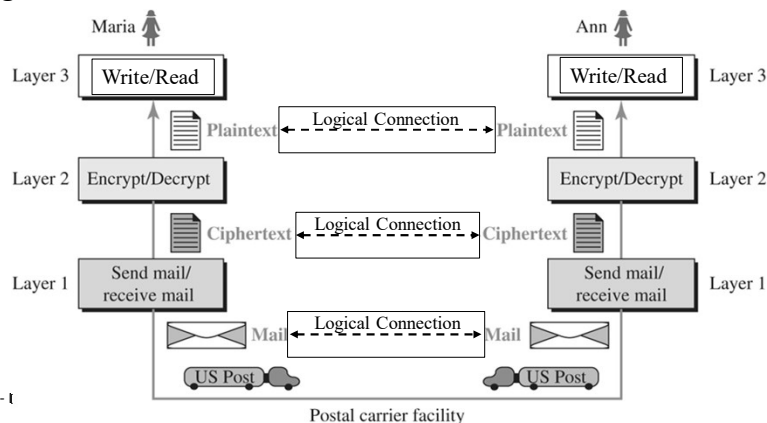 Maria Ann
Layer 3 Write/Read Write/Read Layer 3
Logical Connection
Plaintext Plaintext
Layer 2 Encrypt/Decrypt Encrypt/Decrypt Layer 2
Logical Connection
Ciphertext Ciphertext
Layer 1 Send mail/ Send mail/ Layer 1
receive mail receive mail
Logical Connection
Mail Mail
US Post US Post
Postal carrier facility